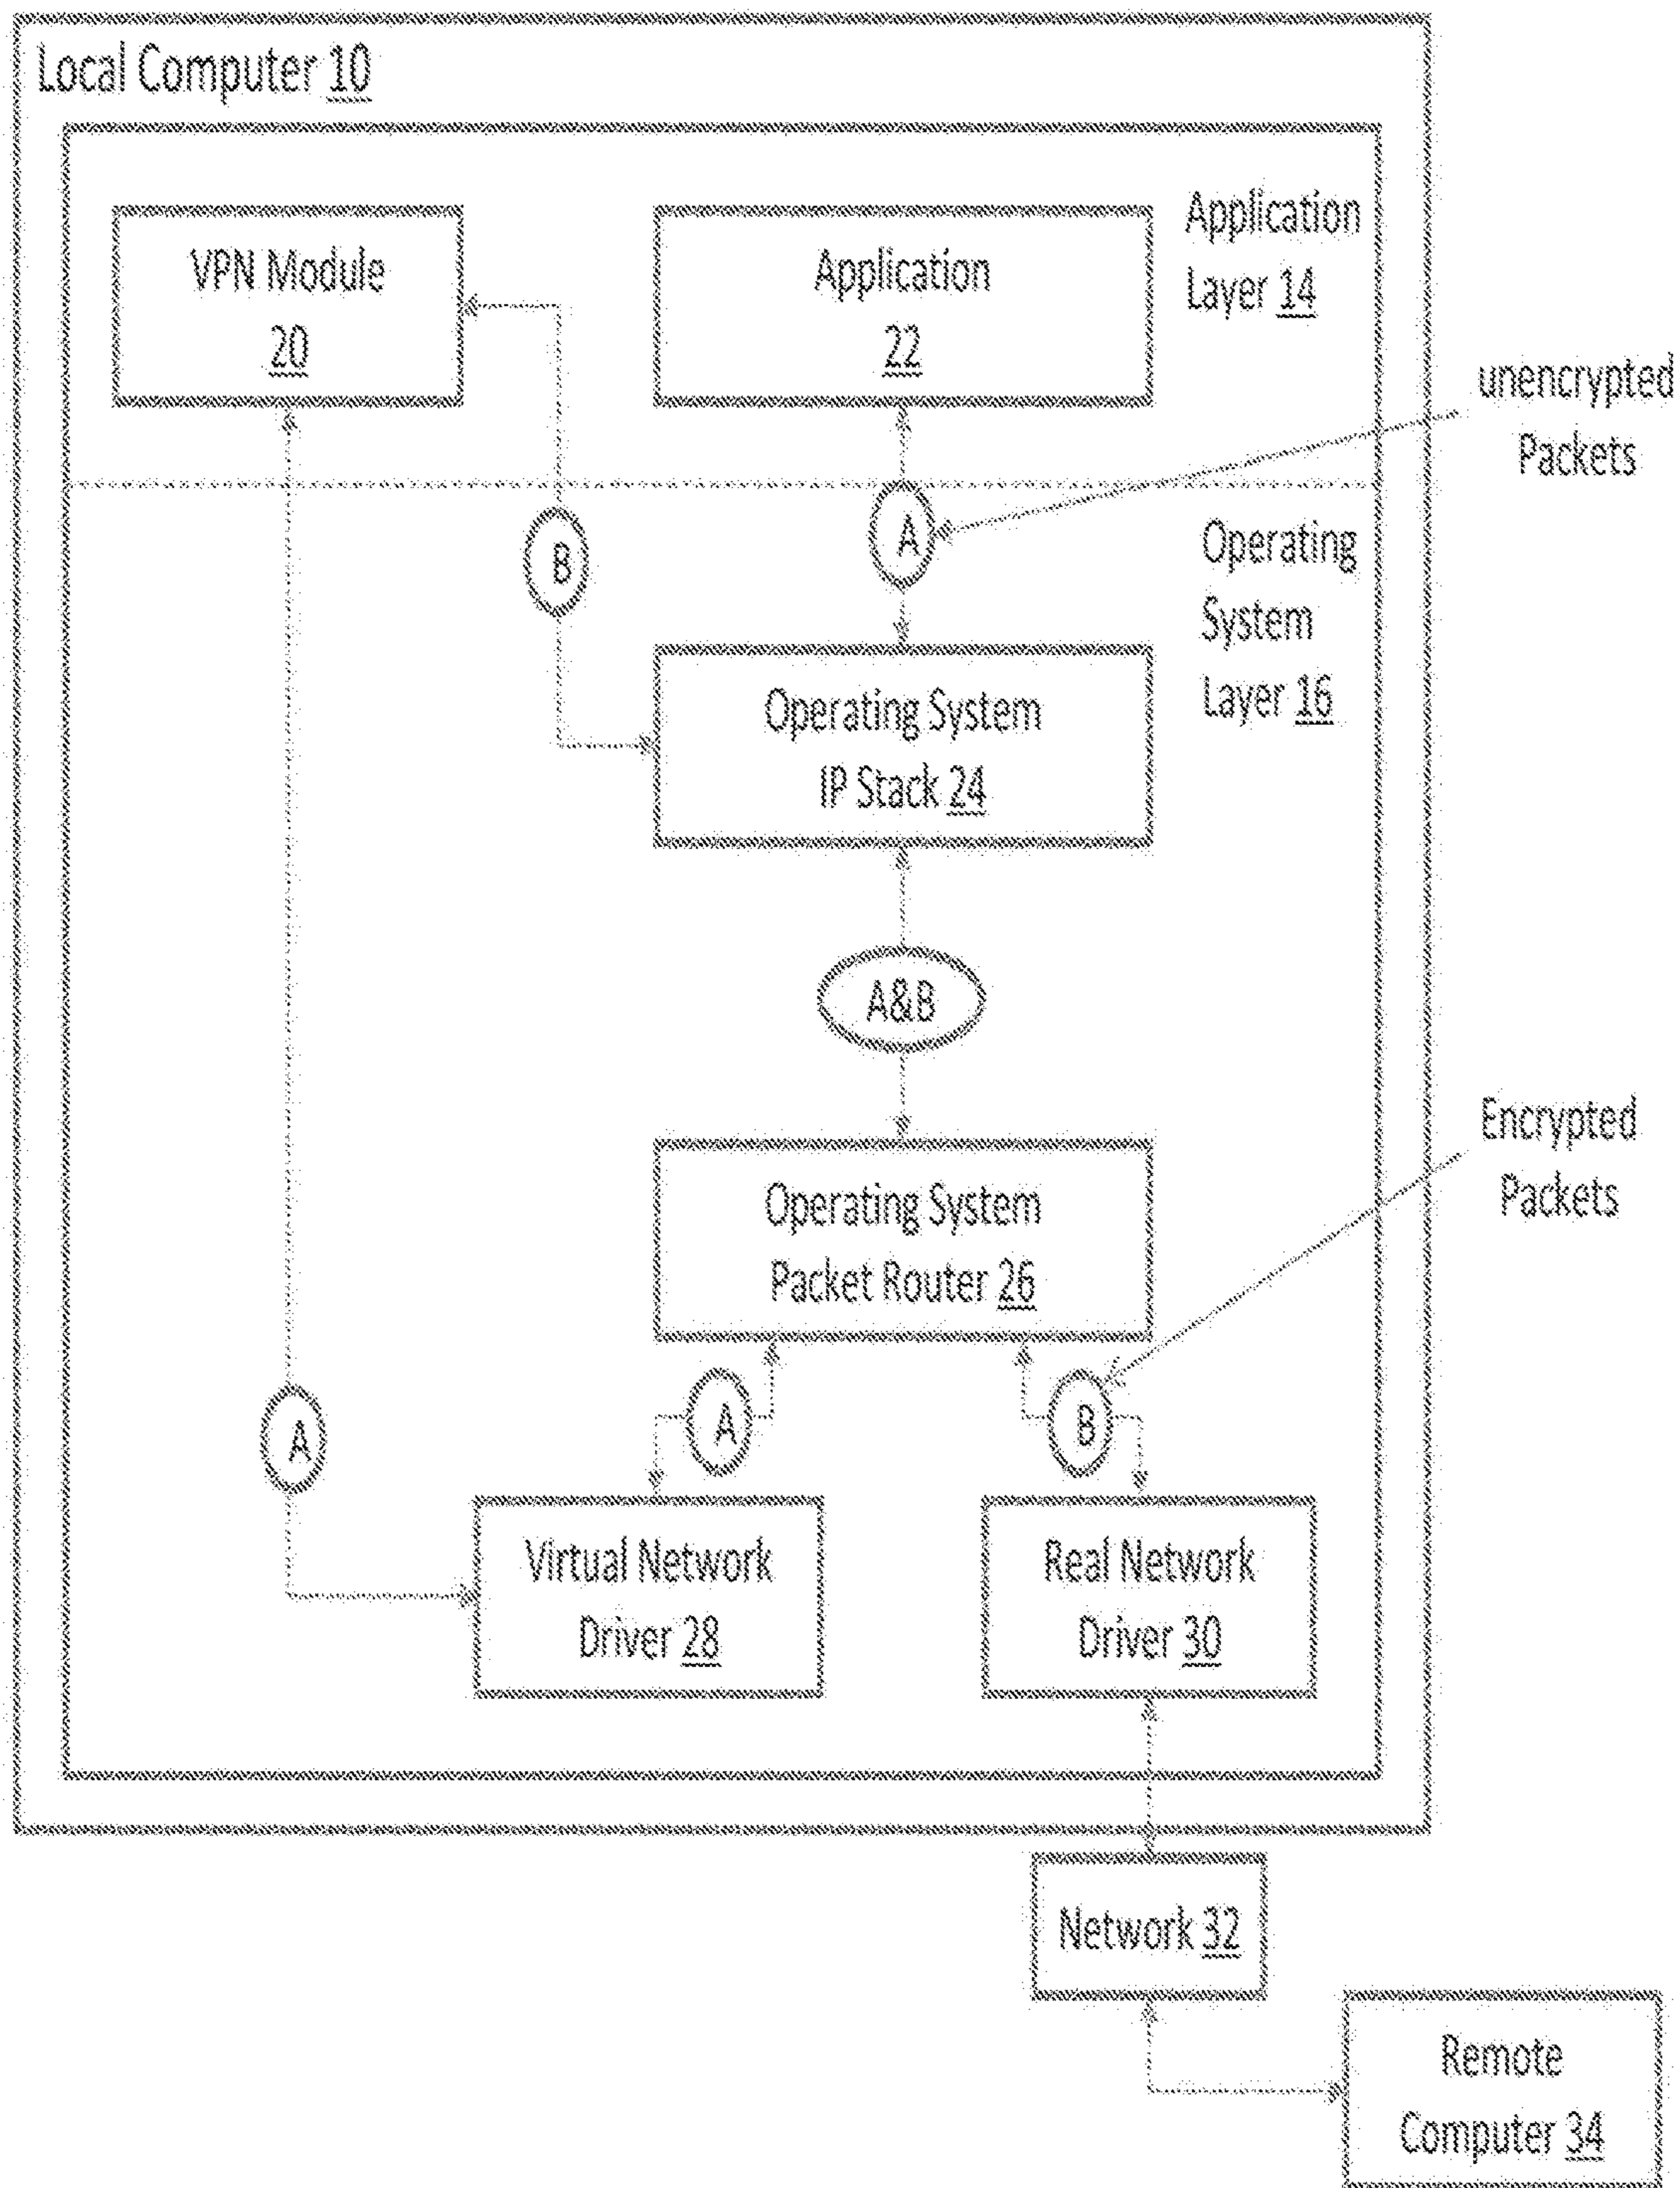 Local Computer 10
VPN Module
20
Application
22
Application
Layer 14
unencrypted
Packets
B
A
Operating
System
Layer 16
Operating System
IP Stack 24
A&B
Encrypted
Packets
Operating System
Packet Router 26
A
A
B
Virtual Network
Driver 28
Real Network
Driver 30
Network 32
Remote
Computer 34